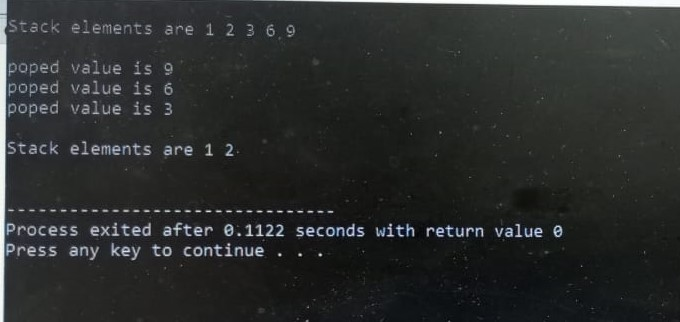 Stack elements are 1 2 3 6 9
poped value is 9
poped value is 6
poped value is 3
Stack elements are 1 2
--------------------------------
Process exited after 0.1122 seconds with return value 0
Press any key to continue . . .